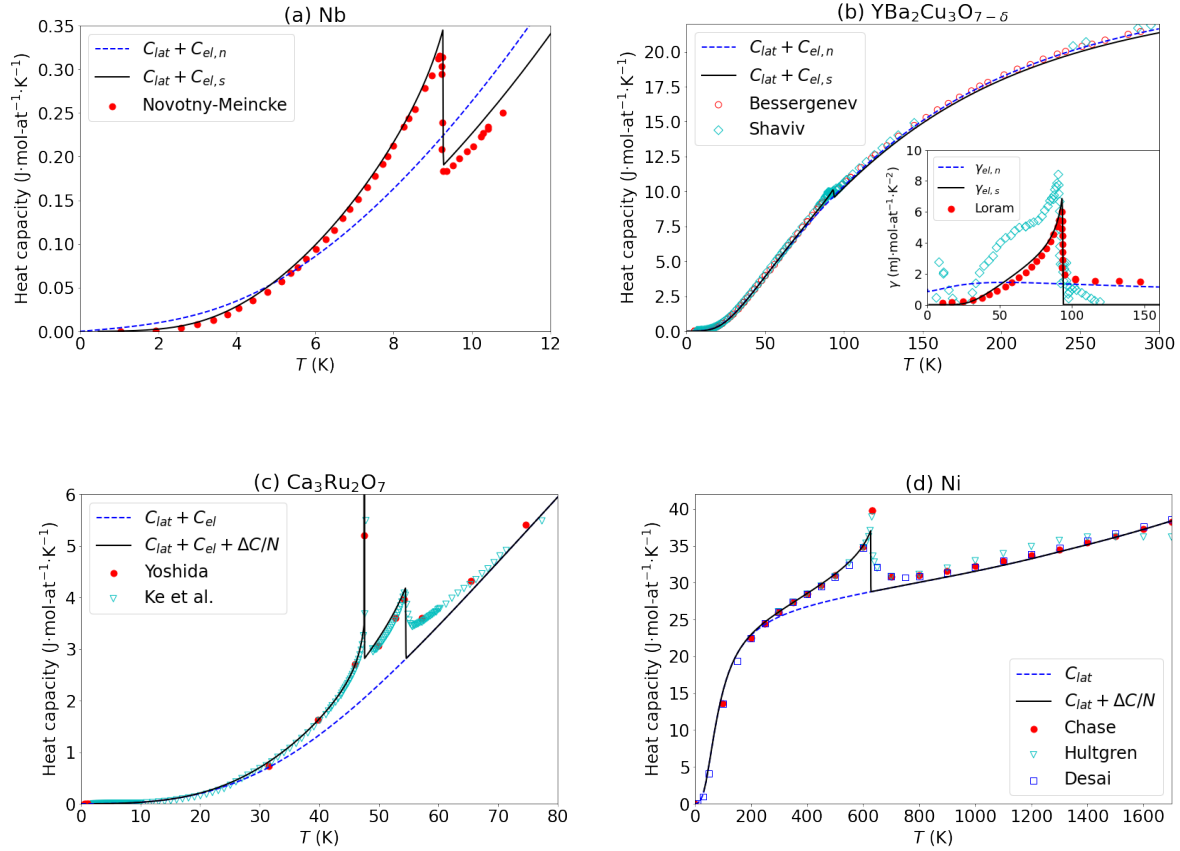 (a) Nb
Heat capacity (J·mol-at⁻¹·K⁻¹)
0.35
0.30
0.25
0.20
0.15
0.10
0.05
0.00
C_lat + C_el,n
C_lat + C_el,s
Novotny-Meincke
0 2 4 6 8 10 12
T (K)
(b) YBa₂Cu₃O₇₋δ
Heat capacity (J·mol-at⁻¹·K⁻¹)
20.0
17.5
15.0
12.5
10.0
7.5
5.0
2.5
0.0
C_lat + C_el,n
C_lat + C_el,s
Bessergenev
Shaviv
γ (mJ·mol-at⁻¹·K⁻²)
10
8
6
4
2
0
γ_el,n
γ_el,s
Loram
0 50 100 150
0 50 100 150 200 250 300
T (K)
(c) Ca₃Ru₂O₇
Heat capacity (J·mol-at⁻¹·K⁻¹)
6
5
4
3
2
1
0
C_lat + C_el
C_lat + C_el + ΔC/N
Yoshida
Ke et al.
0 10 20 30 40 50 60 70 80
T (K)
(d) Ni
Heat capacity (J·mol-at⁻¹·K⁻¹)
40
35
30
25
20
15
10
5
0
C_lat
C_lat + ΔC/N
Chase
Hultgren
Desai
0 200 400 600 800 1000 1200 1400 1600
T (K)